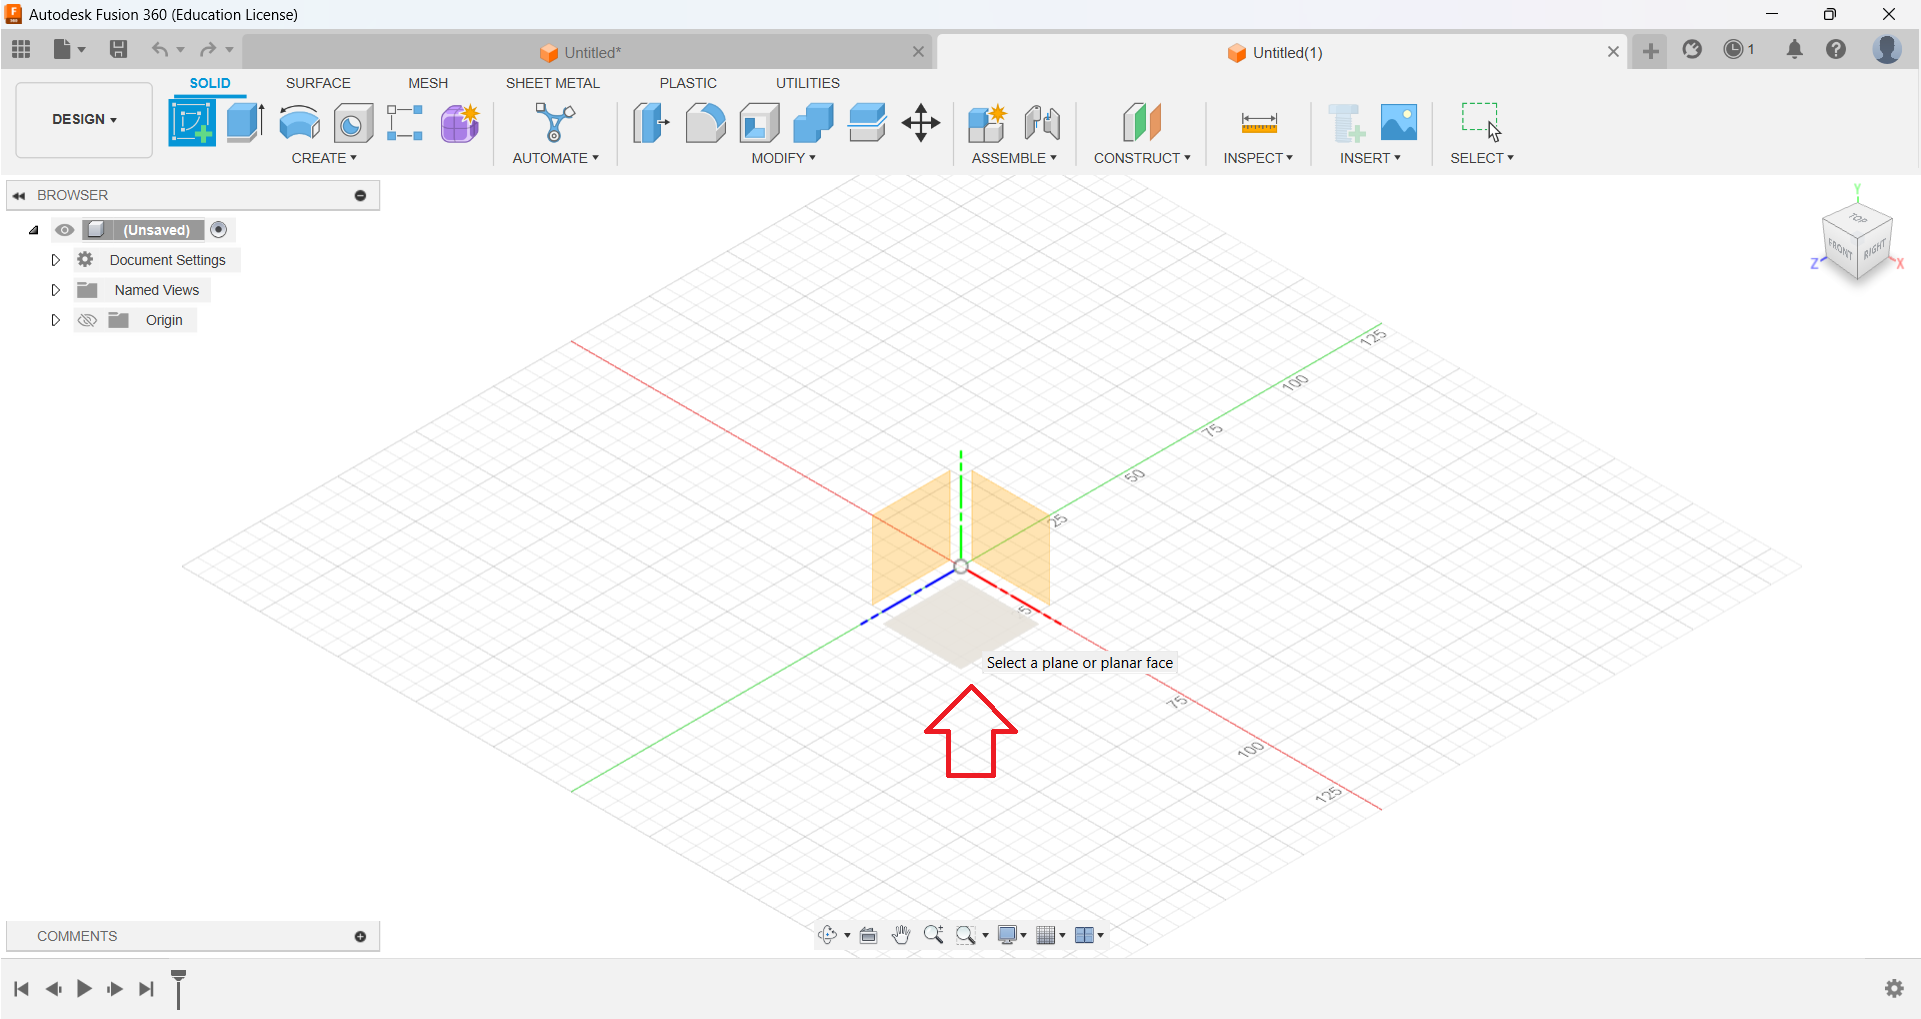 Autodesk Fusion 360 (Education License)
Untitled*
Untitled(1)
1
SOLID
SURFACE
MESH
SHEET METAL
PLASTIC
UTILITIES
DESIGN
CREATE
AUTOMATE
MODIFY
ASSEMBLE
CONSTRUCT
INSPECT
INSERT
SELECT
BROWSER
(Unsaved)
Document Settings
Named Views
Origin
Y
TOP
FRONT
RIGHT
Z
X
125
100
75
50
25
5
Select a plane or planar face
75
100
125
COMMENTS